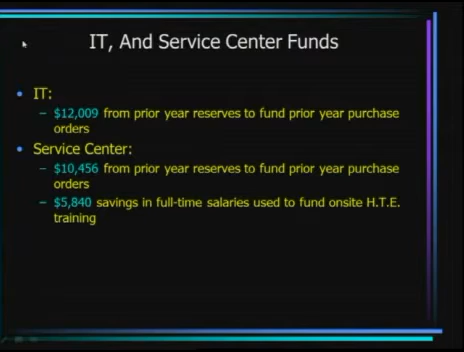 IT, And Service Center Funds
• IT:
– $12,009 from prior year reserves to fund prior year purchase
orders
• Service Center:
– $10,456 from prior year reserves to fund prior year purchase
orders
– $5,840 savings in full-time salaries used to fund onsite H.T.E.
training